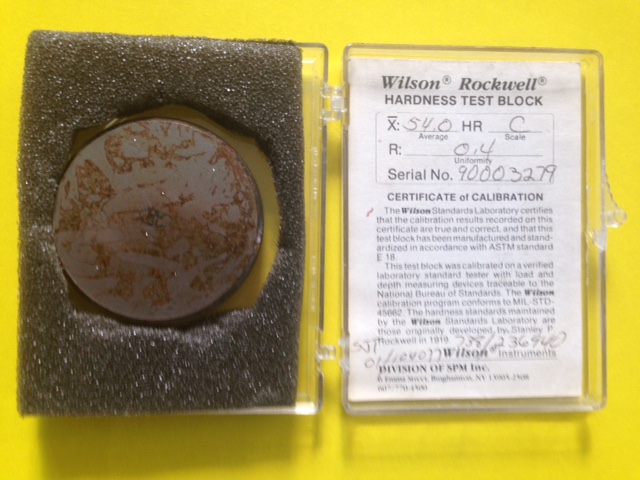 Wilson® Rockwell®
HARDNESS TEST BLOCK
X̄: 54.0 HR C
Average Scale
R: 0.4
Uniformity
Serial No. 90003279
CERTIFICATE of CALIBRATION
The Wilson Standards Laboratory certifies
that the calibration results recorded on this
certificate are true and correct, and that this
test block has been manufactured and stand-
ardized in accordance with ASTM standard
E 18.
This test block was calibrated on a verified
laboratory standard tester with load and
depth measuring devices traceable to the
National Bureau of Standards. The Wilson
calibration program conforms to MIL-STD-
45662. The hardness standards maintained
by the Wilson Standards Laboratory are
those originally developed by Stanley P.
Rockwell in 1919.
Wilson Instruments
DIVISION OF SPM Inc.
Binghamton, NY